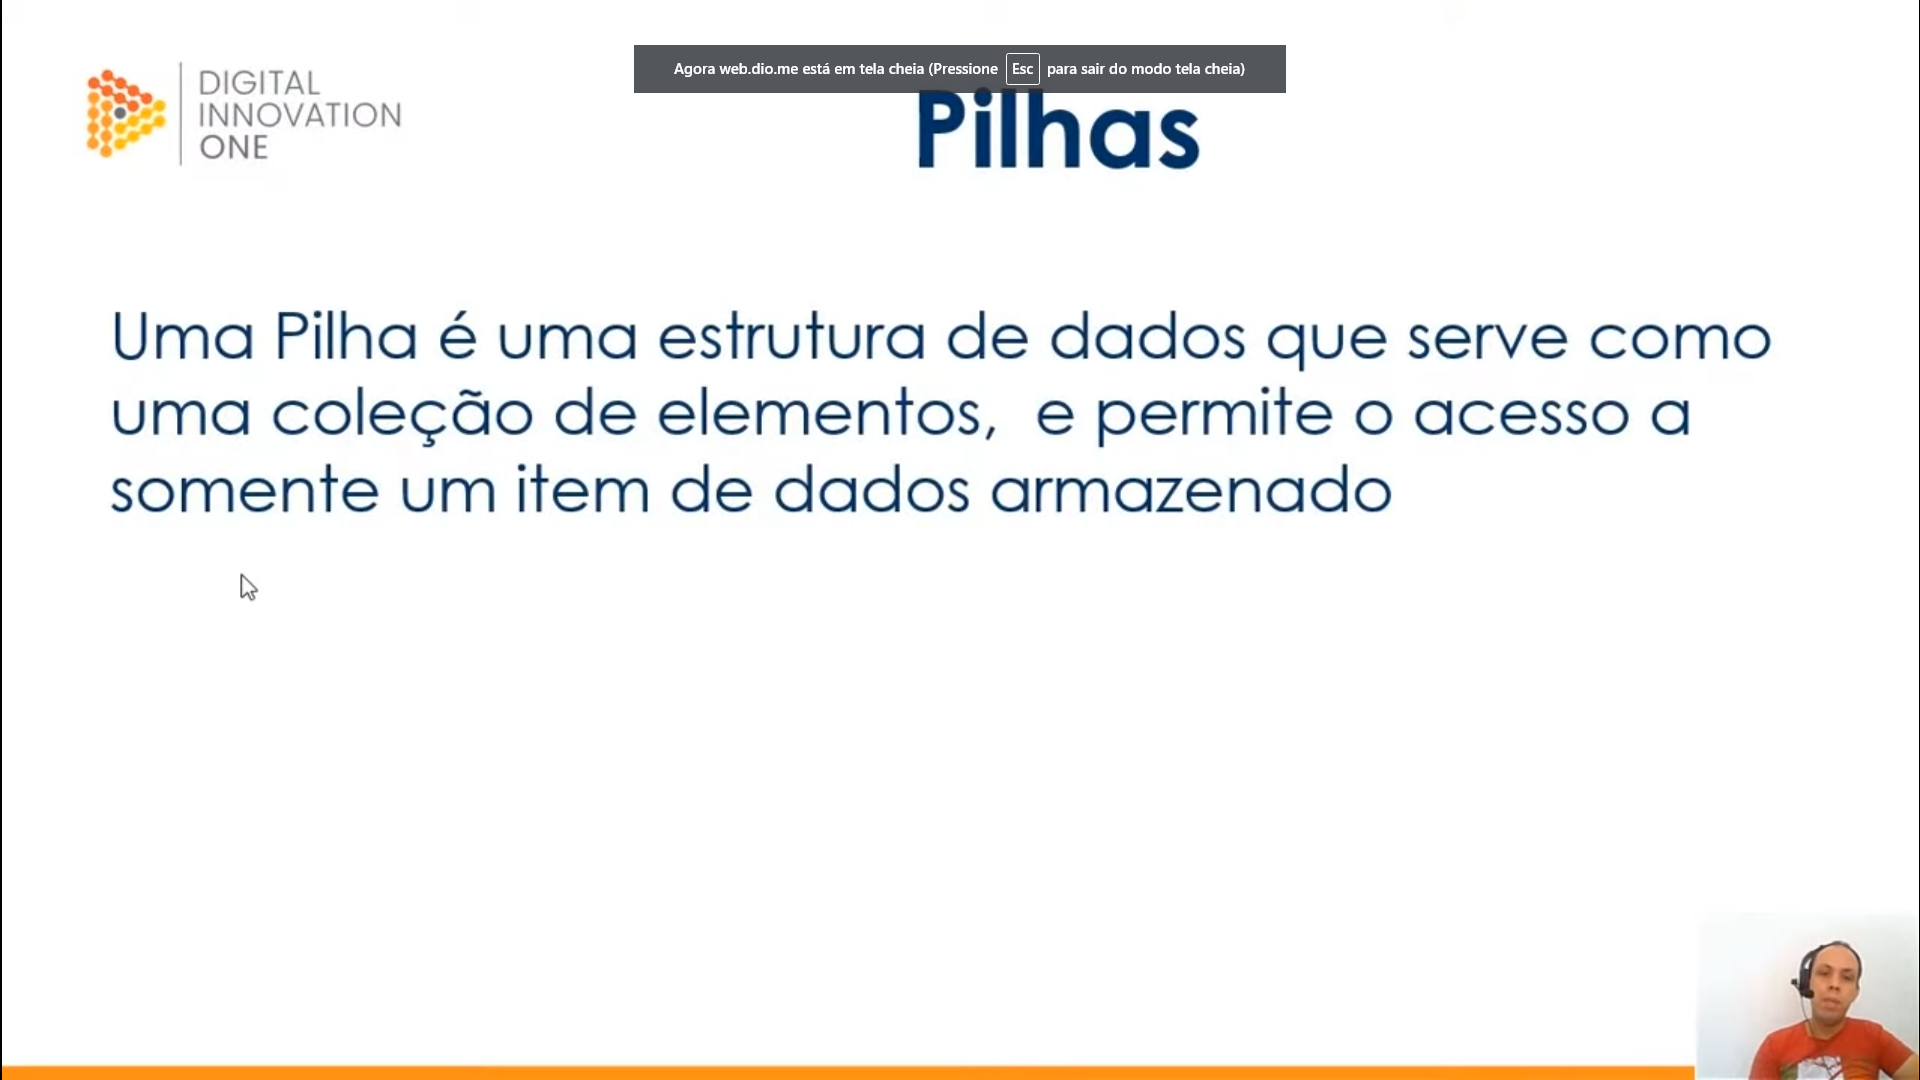 Agora web.dio.me está em tela cheia (Pressione Esc para sair do modo tela cheia)
DIGITAL
INNOVATION
ONE
Pilhas
Uma Pilha é uma estrutura de dados que serve como
uma coleção de elementos,  e permite o acesso a
somente um item de dados armazenado